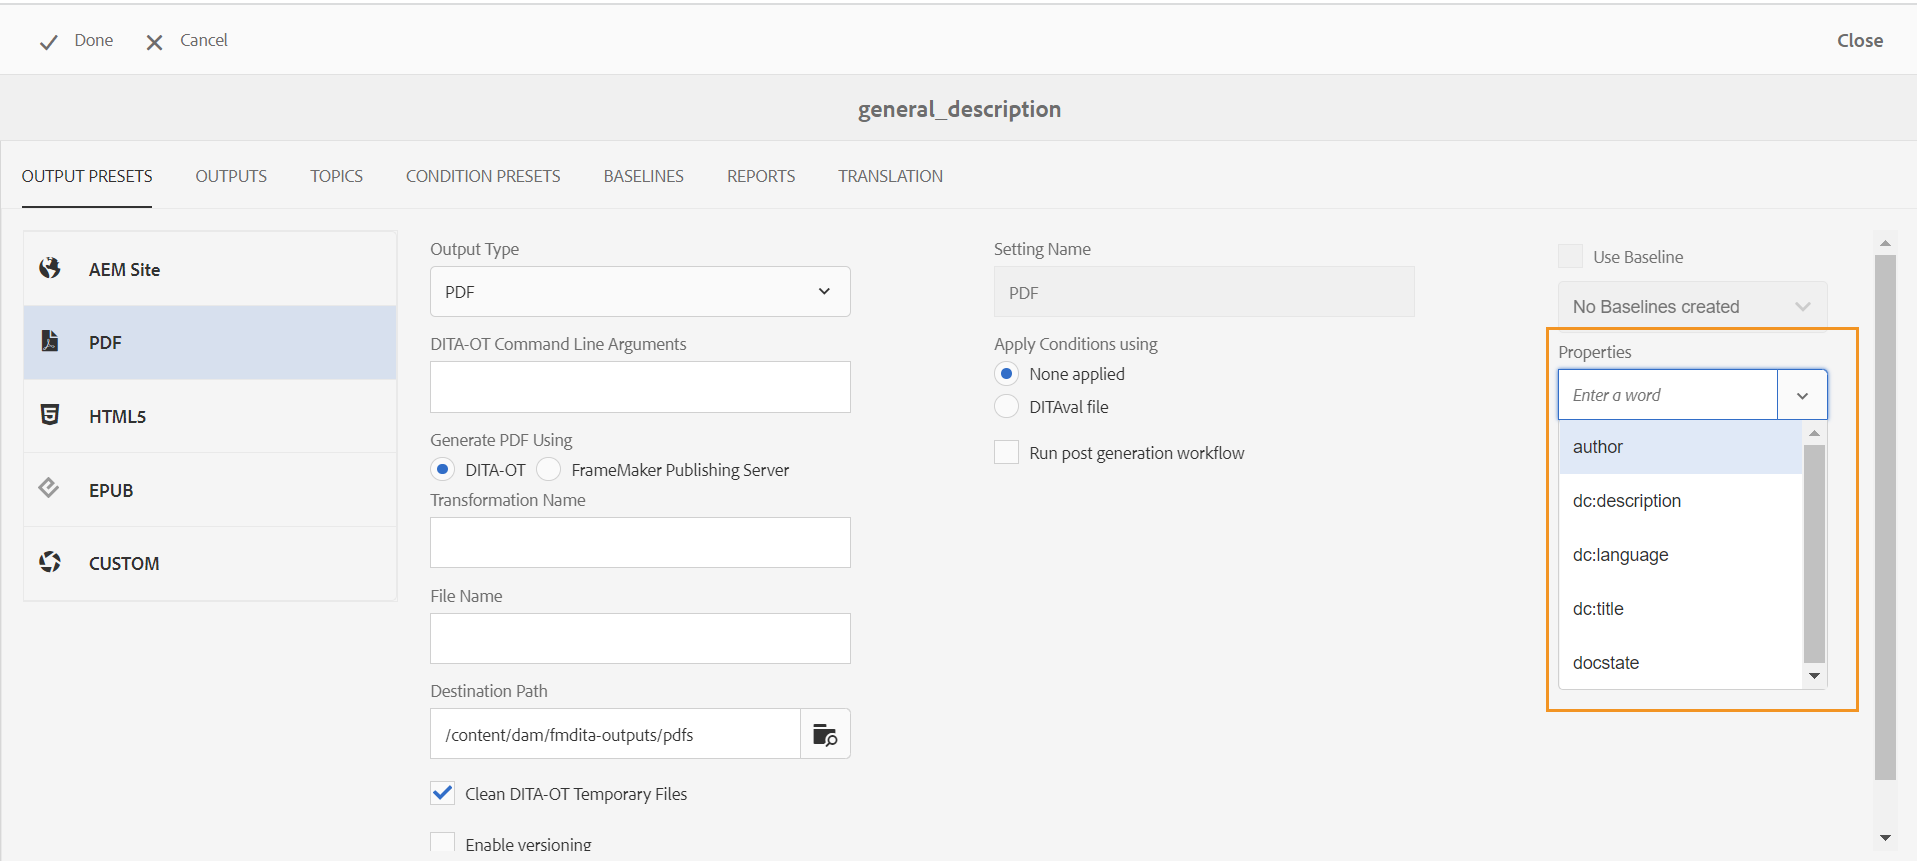 Done
Cancel
Close
general_description
OUTPUT PRESETS
OUTPUTS
TOPICS
CONDITION PRESETS
BASELINES
REPORTS
TRANSLATION
AEM Site
PDF
HTML5
EPUB
CUSTOM
Output Type
PDF
DITA-OT Command Line Arguments
Generate PDF Using
DITA-OT
FrameMaker Publishing Server
Transformation Name
File Name
Destination Path
/content/dam/fmdita-outputs/pdfs
Clean DITA-OT Temporary Files
Enable versioning
Setting Name
PDF
Apply Conditions using
None applied
DITAval file
Run post generation workflow
Use Baseline
No Baselines created
Properties
Enter a word
author
dc:description
dc:language
dc:title
docstate